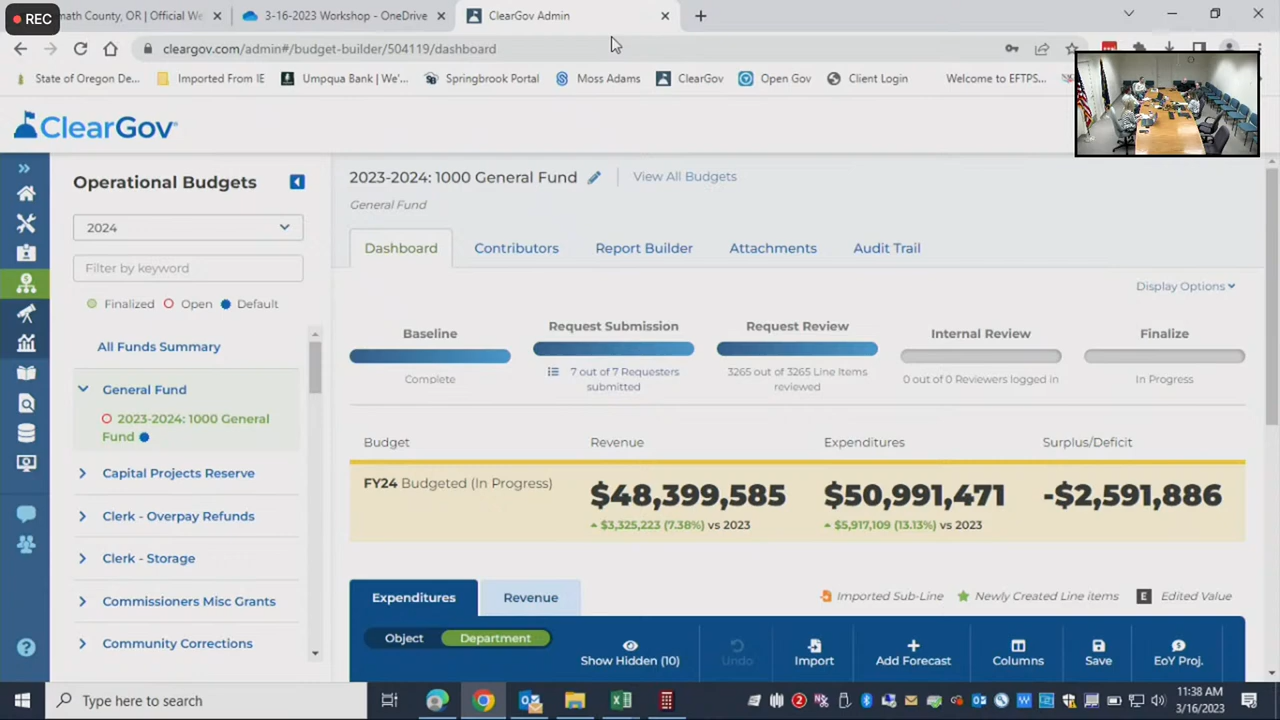 REC
math County, OR | Official We
3-16-2023 Workshop - OneDrive
ClearGov Admin
cleargov.com/admin#/budget-builder/504119/dashboard
State of Oregon De...
Imported From IE
Umpqua Bank | We'...
Springbrook Portal
Moss Adams
ClearGov
Open Gov
Client Login
Welcome to EFTPS...
ClearGov
Operational Budgets
2024
Filter by keyword
Finalized Open Default
All Funds Summary
General Fund
2023-2024: 1000 General
Fund
Capital Projects Reserve
Clerk - Overpay Refunds
Clerk - Storage
Commissioners Misc Grants
Community Corrections
2023-2024: 1000 General Fund
View All Budgets
General Fund
Dashboard Contributors Report Builder Attachments Audit Trail
Display Options
Baseline
Complete
Request Submission
7 out of 7 Requesters
submitted
Request Review
3265 out of 3265 Line Items
reviewed
Internal Review
0 out of 0 Reviewers logged in
Finalize
In Progress
Budget Revenue Expenditures Surplus/Deficit
FY24 Budgeted (In Progress)
$48,399,585 $50,991,471 -$2,591,886
$3,325,223 (7.38%) vs 2023
$5,917,109 (13.13%) vs 2023
Expenditures Revenue
Imported Sub-Line Newly Created Line items E Edited Value
Object Department
Show Hidden (10)
Undo
Import
Add Forecast
Columns
Save
EoY Proj.
Type here to search
11:38 AM
3/16/2023